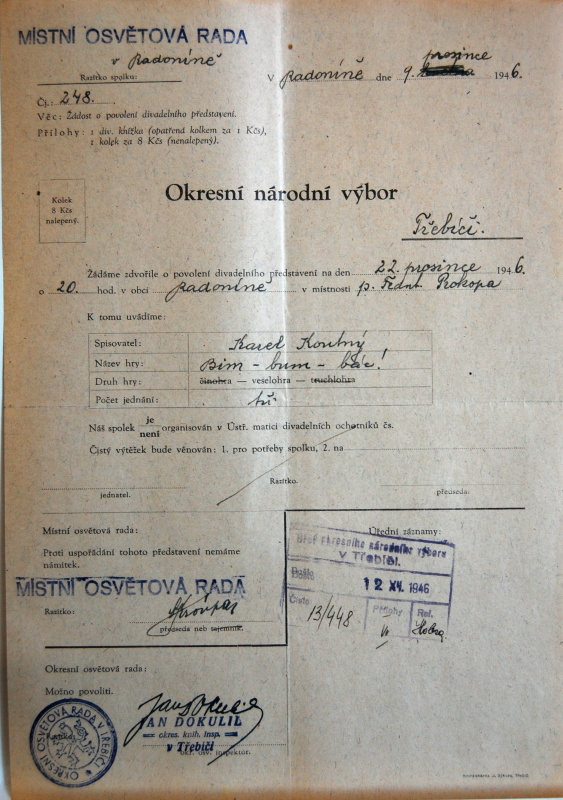 MÍSTNÍ OSVĚTOVÁ RADA
v Radoníně
Razítko spolku:
V Radoníně dne 9. prosince 1946.
Čj.: 248.
Věc: Žádost o povolení divadelního představení.
Přílohy: 1 div. knížka (opatřená kolkem za 1 Kčs),
1 kolek za 8 Kčs (nenalepený).
Kolek
8 Kčs
nalepený.
Okresní národní výbor
Třebíči.
Žádáme zdvořile o povolení divadelního představení na den 22. prosince 1946.
o 20. hod. v obci Radoníně v místnosti p. Ferd. Prokopa
K tomu uvádíme:
Spisovatel: Karel Koutný
Název hry: Bim - bum - bác!
Druh hry: činohra — veselohra — truchlohra
Počet jednání: tři
Náš spolek je
není organisován v Ústř. matici divadelních ochotníků čs.
Čistý výtěžek bude věnován: 1. pro potřeby spolku, 2. na
Razítko.
jednatel.
předseda.
Místní osvětová rada:
Proti uspořádání tohoto představení nemáme
námitek.
MÍSTNÍ OSVĚTOVÁ RADA
Razítko:
předseda neb tajemník.
Úřední záznamy:
Úřad okresního národního výboru
v Třebíči.
Došlo 12 XII. 1946
Číslo 13/448
Přílohy
Ref.
Okresní osvětová rada:
Možno povoliti.
Jan Dokulil
JAN DOKULIL
okres. knih. insp.
v Třebíči
okr. osv. inspektor.
Razítko:
OKRESNÍ OSVĚTOVÁ RADA V TŘEBÍČI